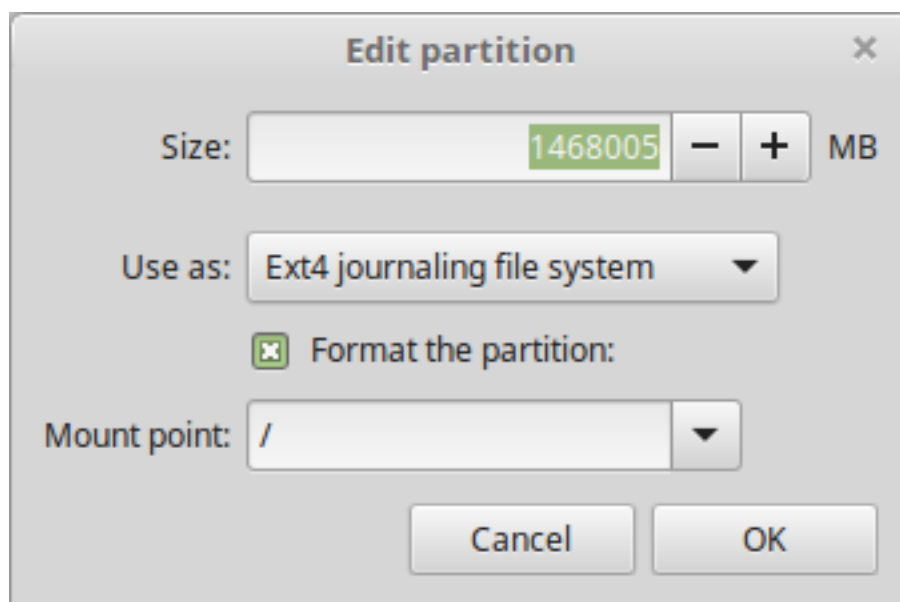 Edit partition
Size: 1468005 MB
Use as: Ext4 journaling file system
Format the partition:
Mount point: /
Cancel OK